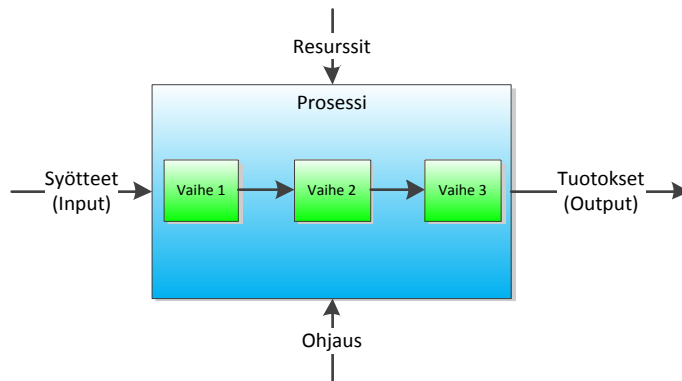 Resurssit
Prosessi
Syötteet
(Input)
Vaihe 1
Vaihe 2
Vaihe 3
Tuotokset
(Output)
Ohjaus